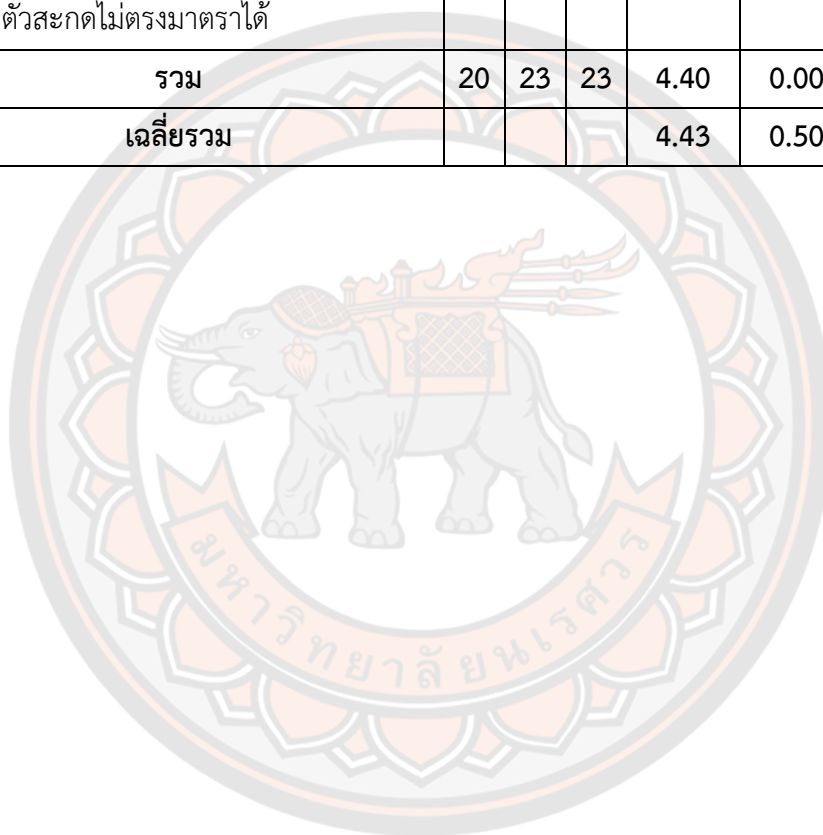 ตัวสะกดไม่ตรงมาตราได้
รวม 20 23 23 4.40 0.00
เฉลี่ยรวม 4.43 0.50
มหาวิทยาลัยนเรศวร